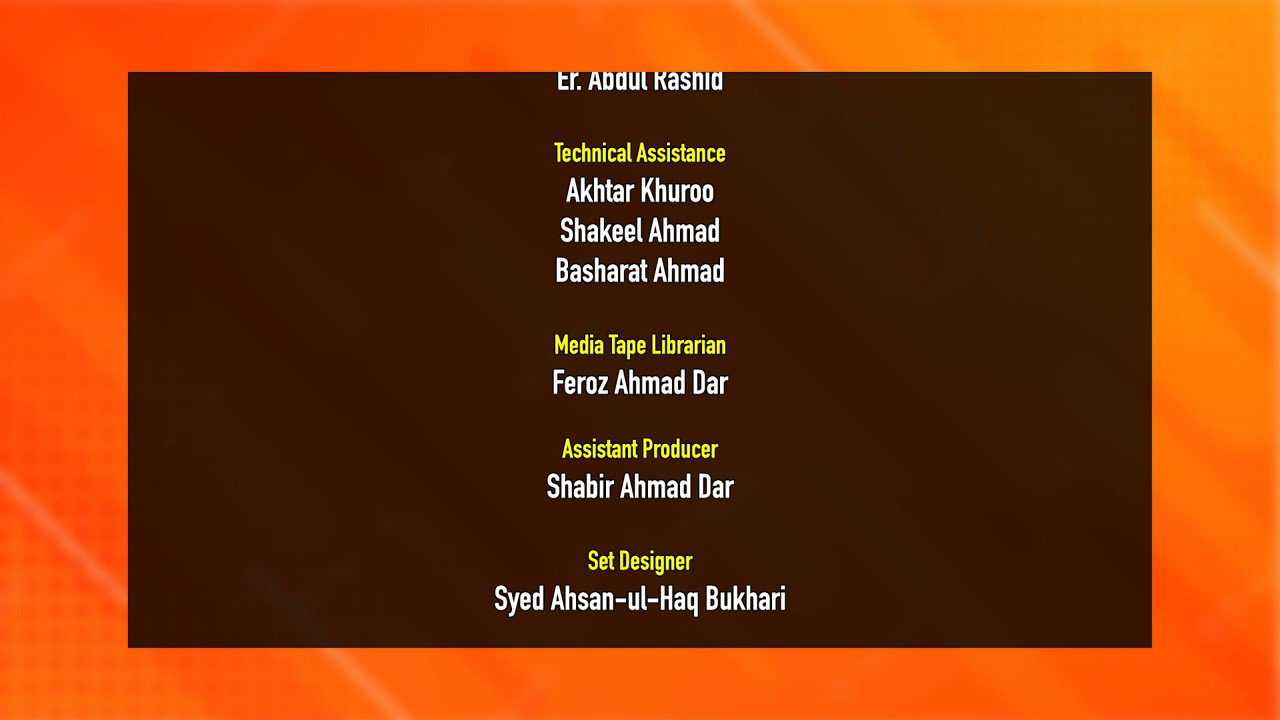 Er. Abdul Rashid
Technical Assistance
Akhtar Khuroo
Shakeel Ahmad
Basharat Ahmad
Media Tape Librarian
Feroz Ahmad Dar
Assistant Producer
Shabir Ahmad Dar
Set Designer
Syed Ahsan-ul-Haq Bukhari